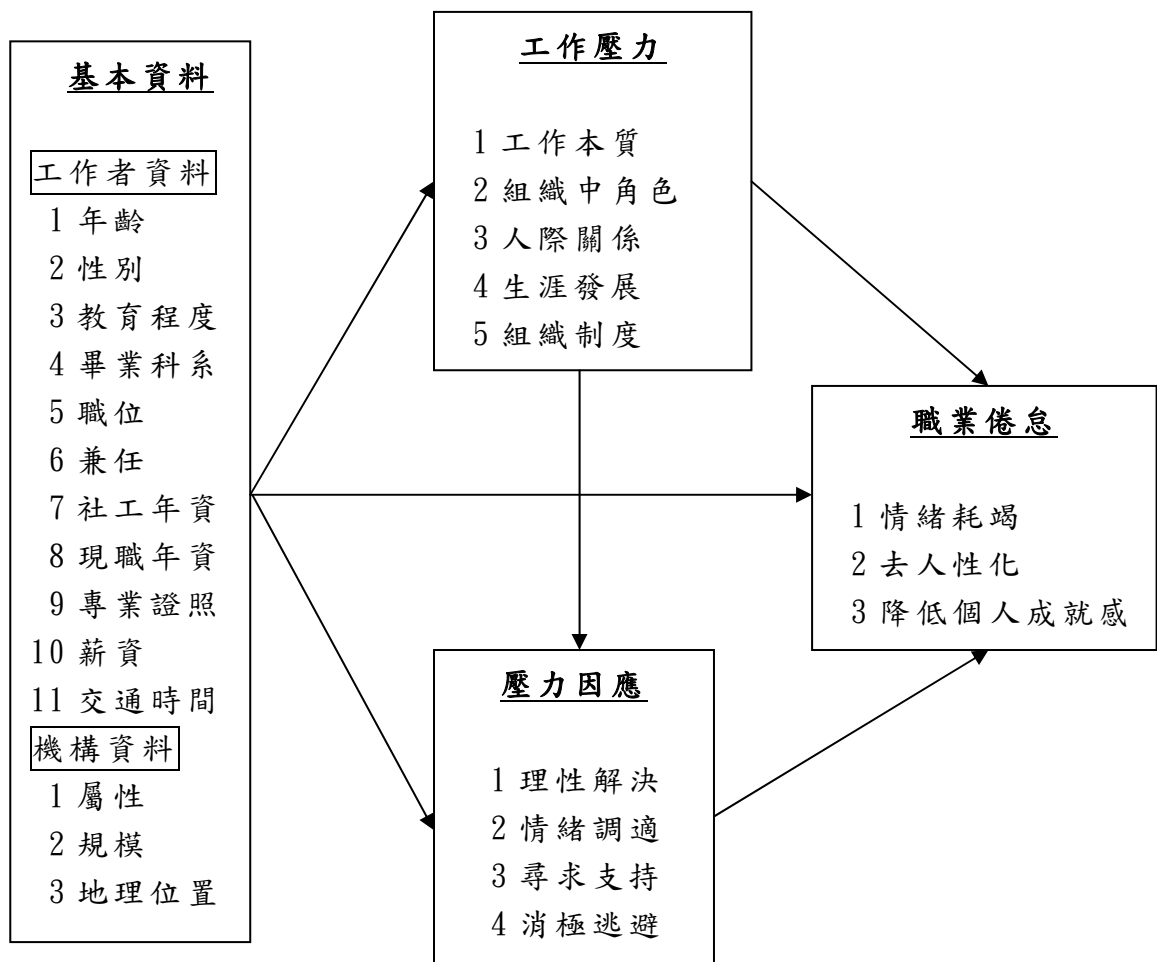 基本資料
工作者資料
1 年齡
2 性別
3 教育程度
4 畢業科系
5 職位
6 兼任
7 社工年資
8 現職年資
9 專業證照
10 薪資
11 交通時間
機構資料
1 屬性
2 規模
3 地理位置
工作壓力
1 工作本質
2 組織中角色
3 人際關係
4 生涯發展
5 組織制度
壓力因應
1 理性解決
2 情緒調適
3 尋求支持
4 消極逃避
職業倦怠
1 情緒耗竭
2 去人性化
3 降低個人成就感